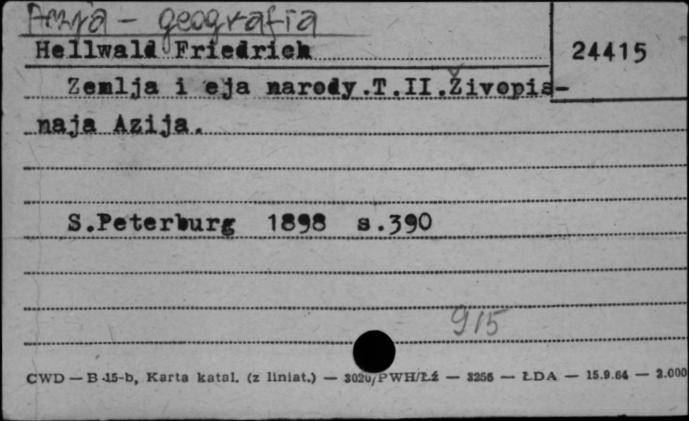 Azja - geografia
Hellwald Friedrich
24415
Zemlja i eja narody.T.II.Živopis-
naja Azija.
S.Peterburg 1898 s.390
915
CWD — B-15-b, Karta katal. (z liniat.) — 3020/PWH/Łź — 3256 — ŁDA — 15.9.64 — 2.000